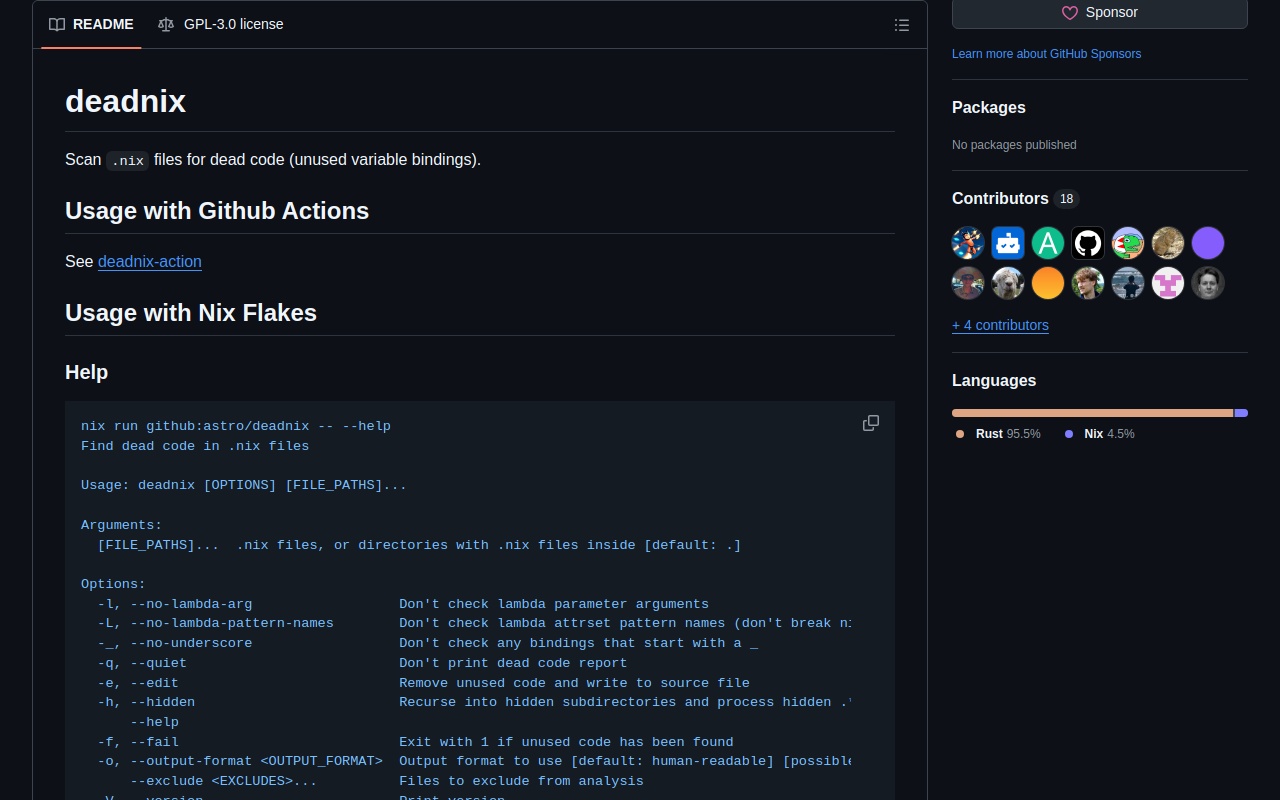 README
GPL-3.0 license
deadnix
Scan .nix files for dead code (unused variable bindings).
Usage with Github Actions
See deadnix-action
Usage with Nix Flakes
Help
nix run github:astro/deadnix -- --help
Find dead code in .nix files
Usage: deadnix [OPTIONS] [FILE_PATHS]...
Arguments:
[FILE_PATHS]...  .nix files, or directories with .nix files inside [default: .]
Options:
-l, --no-lambda-arg                  Don't check lambda parameter arguments
-L, --no-lambda-pattern-names        Don't check lambda attrset pattern names (don't break
-_, --no-underscore                  Don't check any bindings that start with a _
-q, --quiet                          Don't print dead code report
-e, --edit                           Remove unused code and write to source file
-h, --hidden                         Recurse into hidden subdirectories and process hidden
--help
-f, --fail                           Exit with 1 if unused code has been found
-o, --output-format <OUTPUT_FORMAT>  Output format to use [default: human-readable] [possible
--exclude <EXCLUDES>...          Files to exclude from analysis
-V, --version                        Print version
Sponsor
Learn more about GitHub Sponsors
Packages
No packages published
Contributors 18
A
+ 4 contributors
Languages
Rust 95.5%
Nix 4.5%